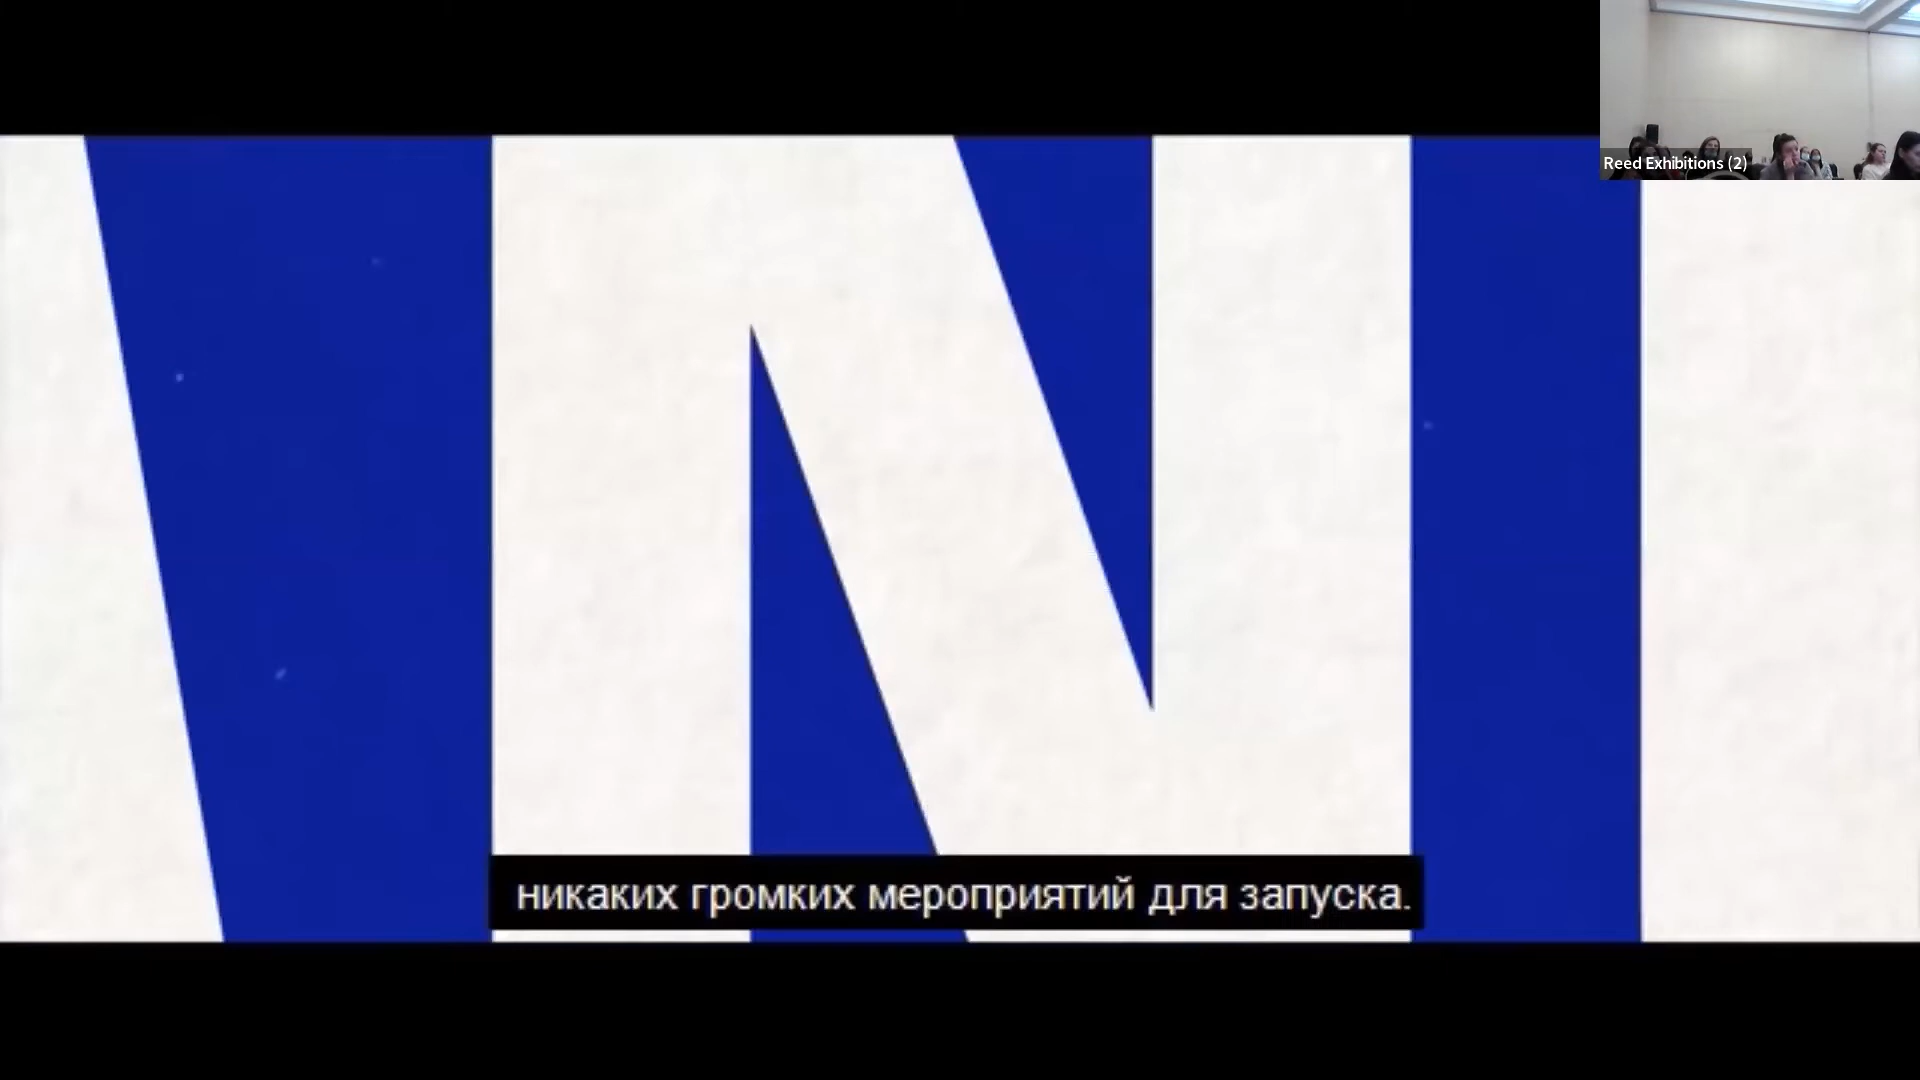 Reed Exhibitions (2)
N
никаких громких мероприятий для запуска.